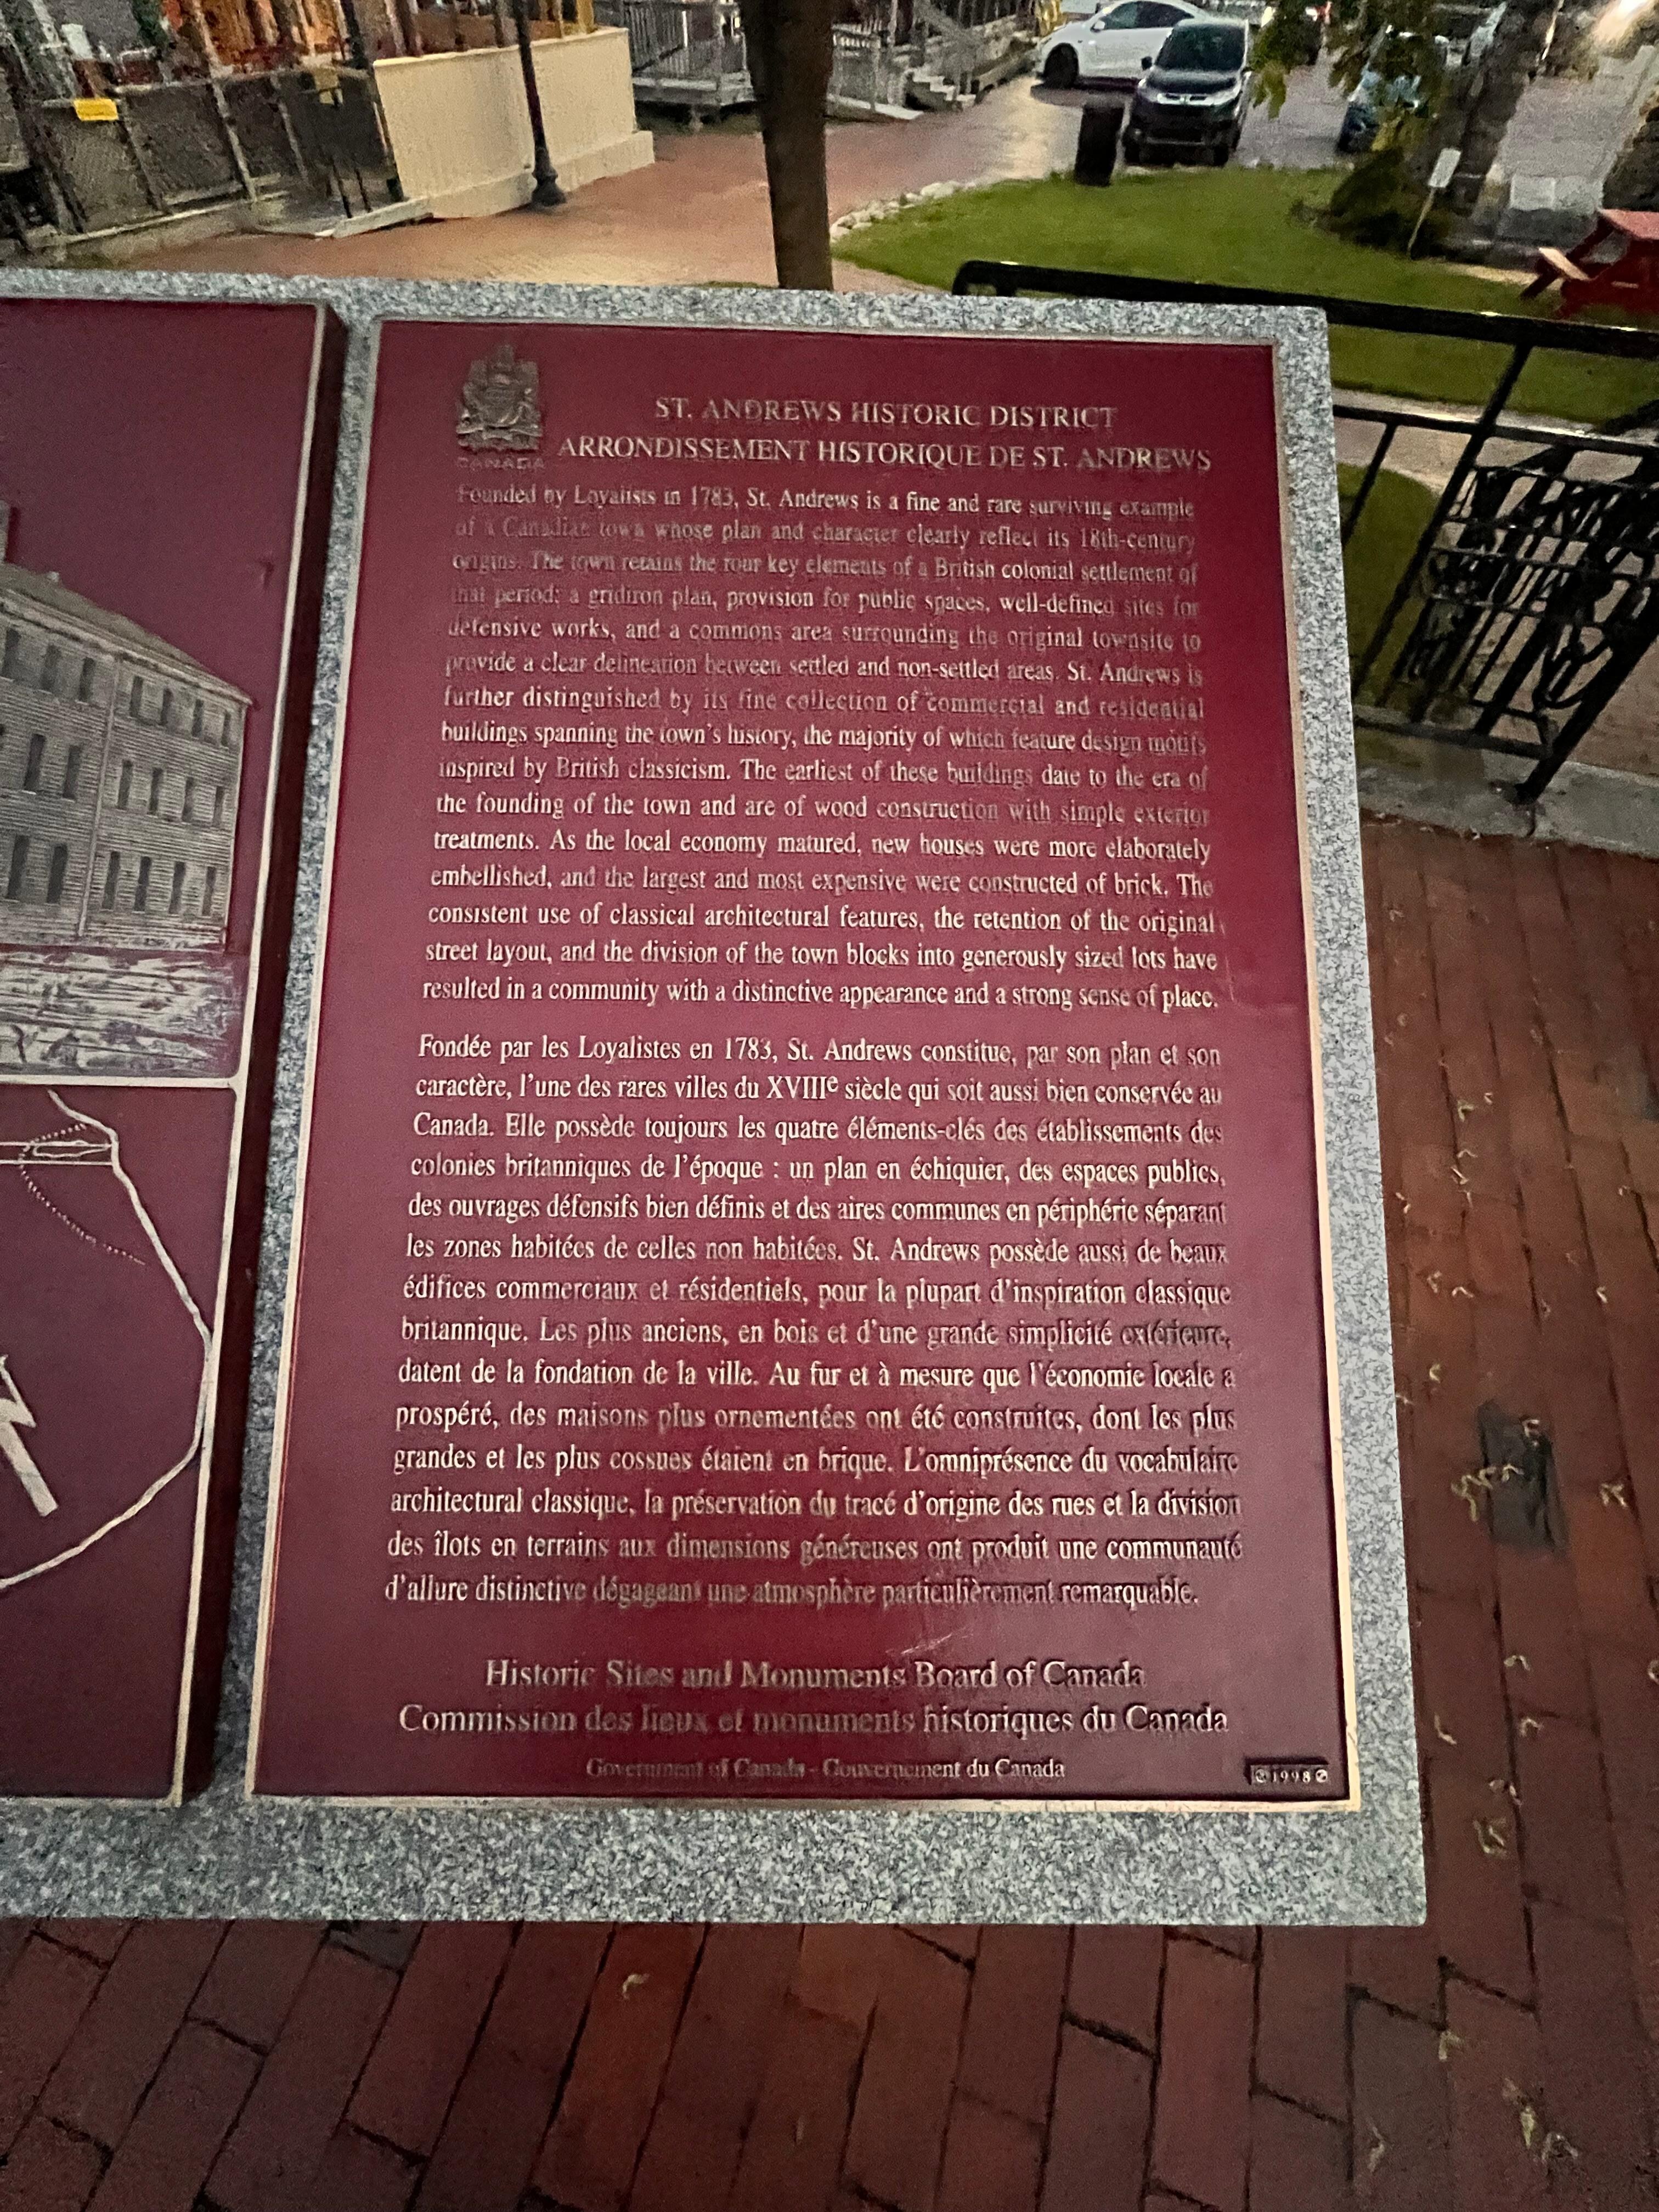 CANADA
ST. ANDREWS HISTORIC DISTRICT
ARRONDISSEMENT HISTORIQUE DE ST. ANDREWS
Founded by Loyalists in 1783, St. Andrews is a fine and rare surviving example
of a Canadian town whose plan and character clearly reflect its 18th-century
origins. The town retains the four key elements of a British colonial settlement of
that period: a gridiron plan, provision for public spaces, well-defined sites for
defensive works, and a commons area surrounding the original townsite to
provide a clear delineation between settled and non-settled areas. St. Andrews is
further distinguished by its fine collection of commercial and residential
buildings spanning the town's history, the majority of which feature design motifs
inspired by British classicism. The earliest of these buildings date to the era of
the founding of the town and are of wood construction with simple exterior
treatments. As the local economy matured, new houses were more elaborately
embellished, and the largest and most expensive were constructed of brick. The
consistent use of classical architectural features, the retention of the original
street layout, and the division of the town blocks into generously sized lots have
resulted in a community with a distinctive appearance and a strong sense of place.
Fondée par les Loyalistes en 1783, St. Andrews constitue, par son plan et son
caractère, l'une des rares villes du XVIIIe siècle qui soit aussi bien conservée au
Canada. Elle possède toujours les quatre éléments-clés des établissements des
colonies britanniques de l'époque : un plan en échiquier, des espaces publics,
des ouvrages défensifs bien définis et des aires communes en périphérie séparant
les zones habitées de celles non habitées. St. Andrews possède aussi de beaux
édifices commerciaux et résidentiels, pour la plupart d'inspiration classique
britannique. Les plus anciens, en bois et d'une grande simplicité extérieure,
datent de la fondation de la ville. Au fur et à mesure que l'économie locale a
prospéré, des maisons plus ornementées ont été construites, dont les plus
grandes et les plus cossues étaient en brique. L'omniprésence du vocabulaire
architectural classique, la préservation du tracé d'origine des rues et la division
des îlots en terrains aux dimensions généreuses ont produit une communauté
d'allure distinctive dégageant une atmosphère particulièrement remarquable.
Historic Sites and Monuments Board of Canada
Commission des lieux et monuments historiques du Canada
Government of Canada - Gouvernement du Canada
1998